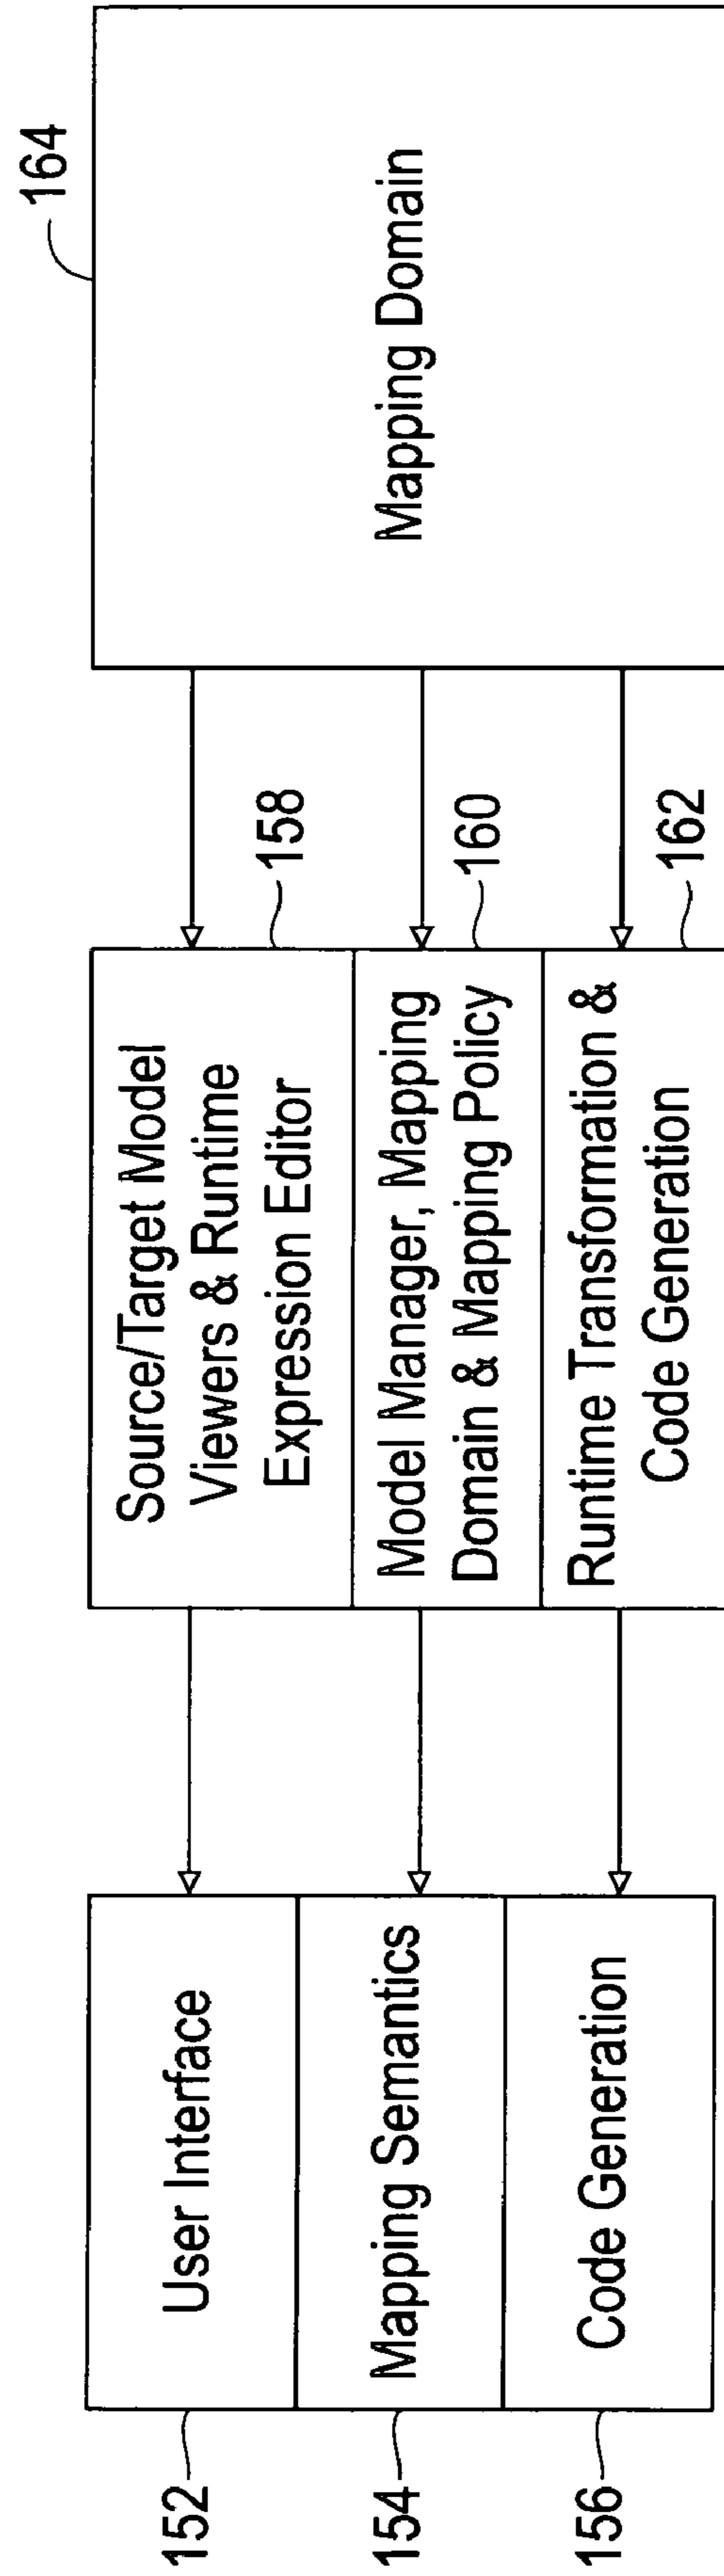 152
User Interface
154
Mapping Semantics
156
Code Generation
Source/Target Model
Viewers & Runtime
Expression Editor
158
Model Manager, Mapping
Domain & Mapping Policy
160
Runtime Transformation &
Code Generation
162
Mapping Domain
164